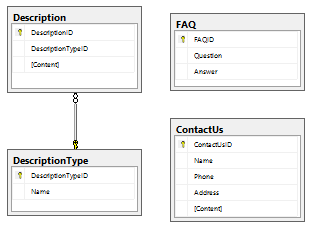 Description
DescriptionID
DescriptionTypeID
[Content]
DescriptionType
DescriptionTypeID
Name
FAQ
FAQID
Question
Answer
ContactUs
ContactUsID
Name
Phone
Address
[Content]